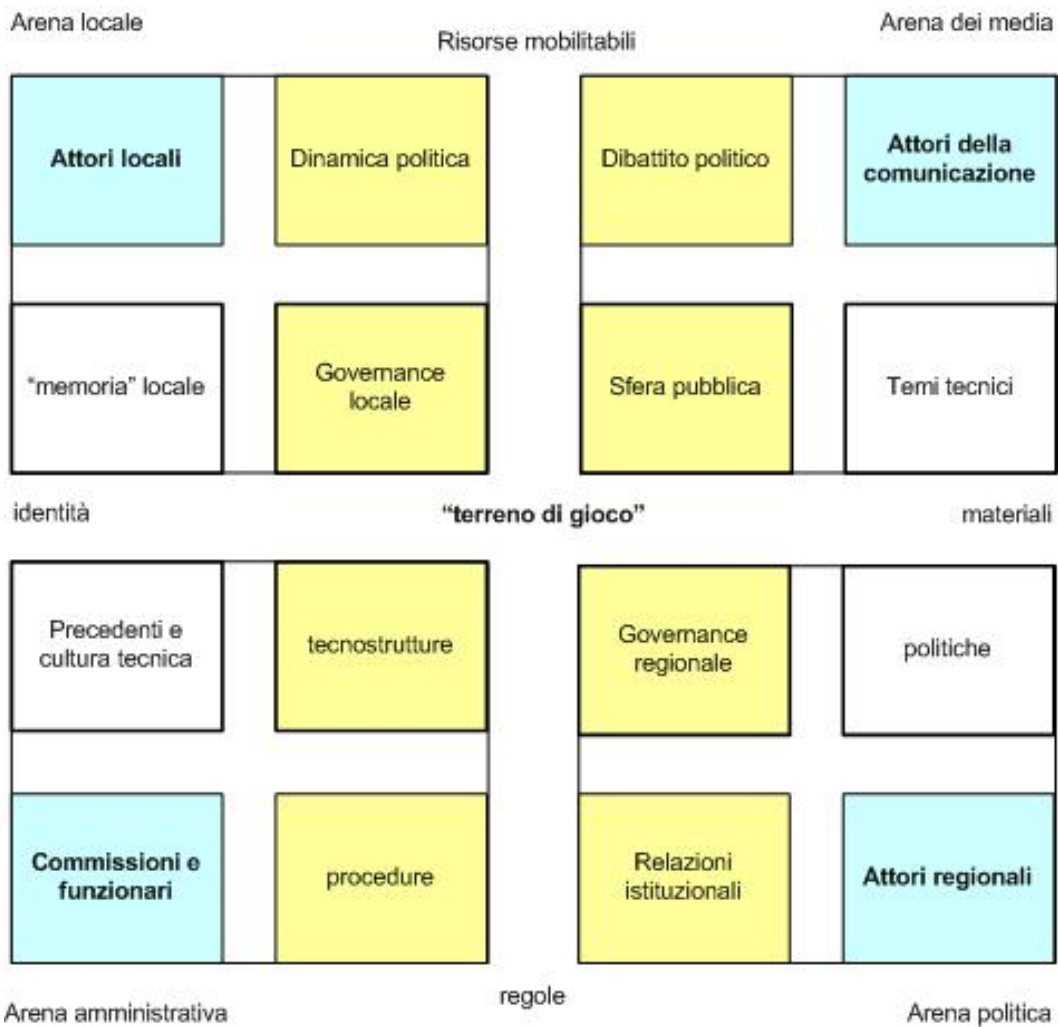 Arena locale
Risorse mobilitabili
Arena dei media
Attori locali
Dinamica politica
Dibattito politico
Attori della
comunicazione
“memoria” locale
Governance
locale
Sfera pubblica
Temi tecnici
identità
“terreno di gioco”
materiali
Precedenti e
cultura tecnica
tecnostrutture
Governance
regionale
politiche
Commissioni e
funzionari
procedure
Relazioni
istituzionali
Attori regionali
Arena amministrativa
regole
Arena politica